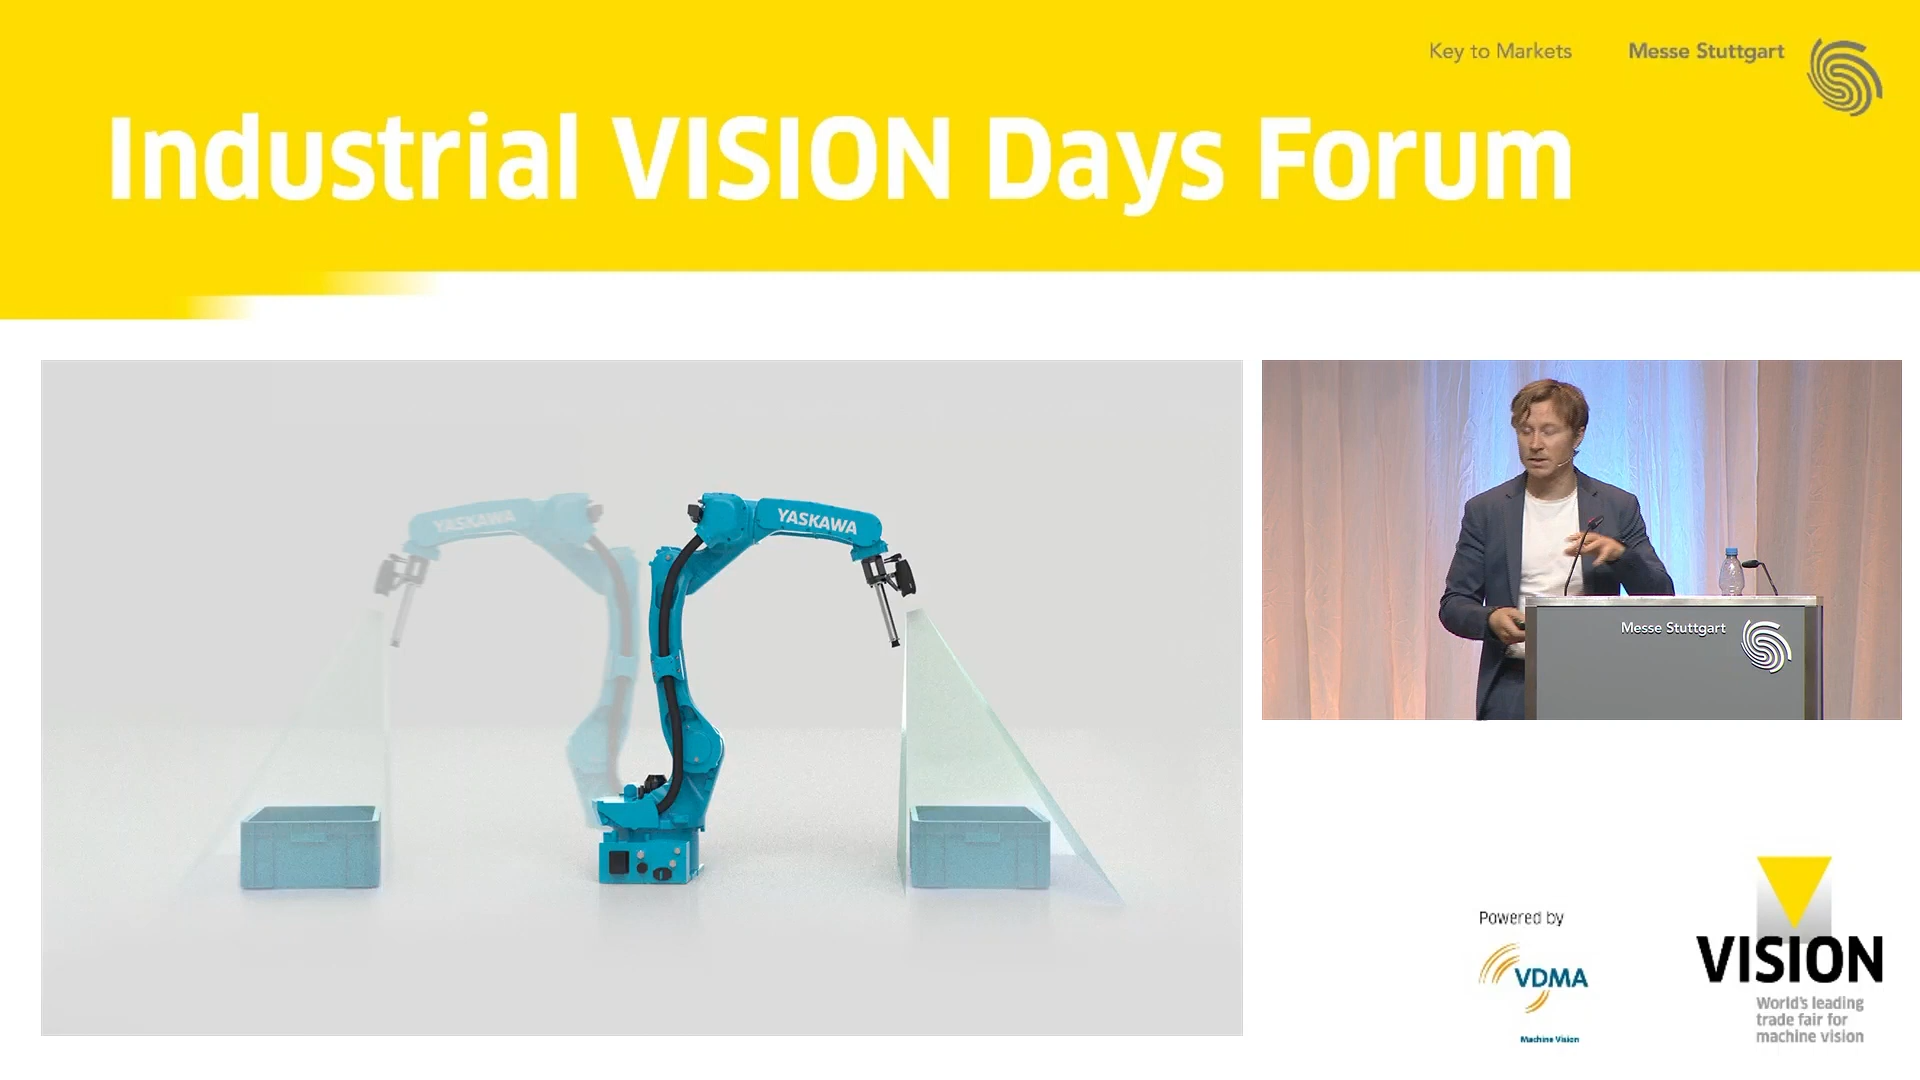 Key to Markets
Messe Stuttgart
Industrial VISION Days Forum
YASKAWA
YASKAWA
Messe Stuttgart
Powered by
VDMA
Machine Vision
VISION
World's leading
trade fair for
machine vision